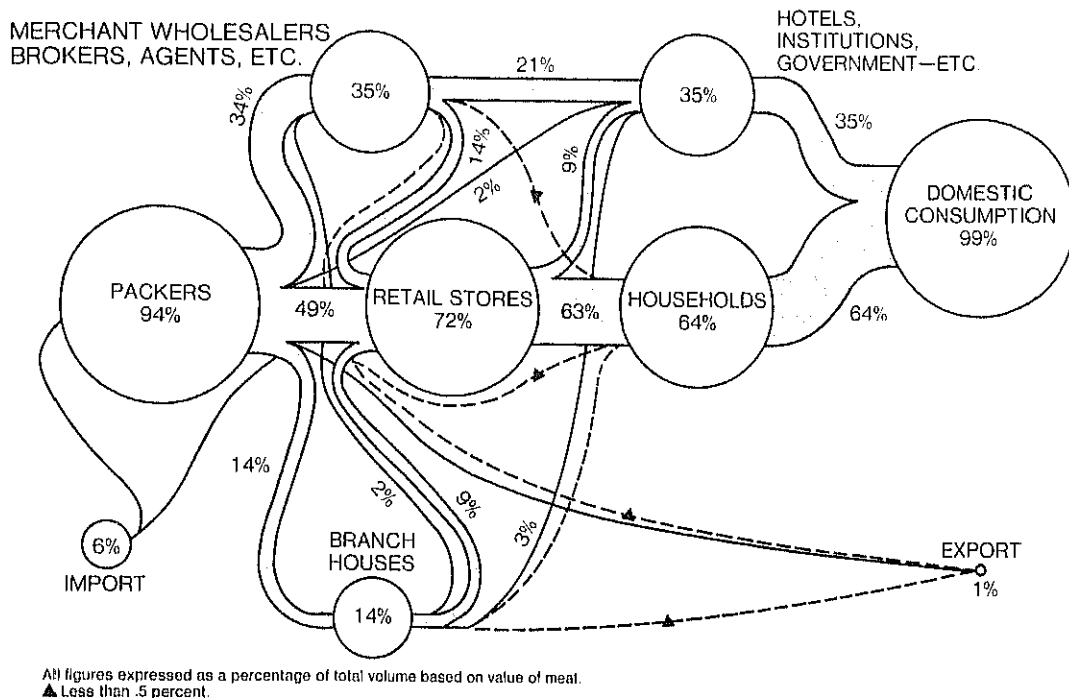 MERCHANT WHOLESALERS
BROKERS, AGENTS, ETC.
HOTELS,
INSTITUTIONS,
GOVERNMENT—ETC
34%
35%
21%
35%
35%
14%
2%
9%
DOMESTIC
CONSUMPTION
99%
PACKERS
94%
49%
RETAIL STORES
72%
63%
HOUSEHOLDS
64%
64%
14%
2%
9%
3%
6%
IMPORT
BRANCH
HOUSES
14%
EXPORT
1%
All figures expressed as a percentage of total volume based on value of meal.
▲ Less than .5 percent.